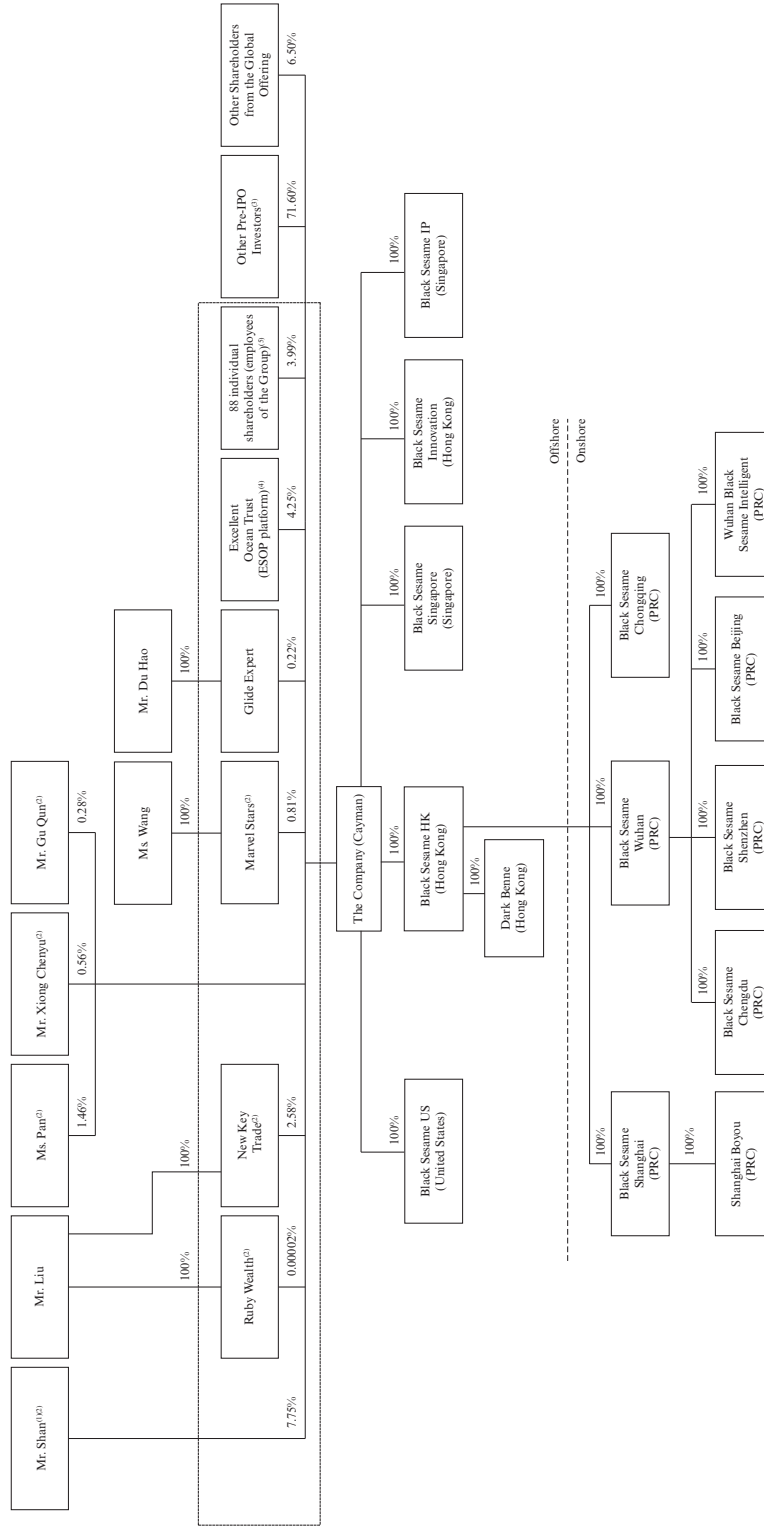 Mr. Shan(1)(2)
Mr. Liu
Ms. Pan(2)
Mr. Xiong Chenyu(2)
Mr. Gu Qun(2)
1.46%
0.56%
0.28%
Ms. Wang
Mr. Du Hao
100%
100%
100%
100%
Ruby Wealth(2)
New Key
Trade(2)
Marvel Stars(2)
Glide Expert
Excellent
Ocean Trust
(ESOP platform)(4)
88 individual
shareholders (employees
of the Group)(5)
Other Pre-IPO
Investors(3)
Other Shareholders
from the Global
Offering
7.75%
0.00002%
2.58%
0.81%
0.22%
4.25%
3.99%
71.60%
6.50%
The Company (Cayman)
100%
100%
100%
100%
100%
Black Sesame US
(United States)
Black Sesame HK
(Hong Kong)
Black Sesame
Singapore
(Singapore)
Black Sesame
Innovation
(Hong Kong)
Black Sesame IP
(Singapore)
100%
Dark Benne
(Hong Kong)
Offshore
Onshore
100%
100%
100%
Black Sesame
Shanghai
(PRC)
Black Sesame
Wuhan
(PRC)
Black Sesame
Chongqing
(PRC)
100%
100%
100%
100%
100%
Shanghai Boyou
(PRC)
Black Sesame
Chengdu
(PRC)
Black Sesame
Shenzhen
(PRC)
Black Sesame Beijing
(PRC)
Wuhan Black
Sesame Intelligent
(PRC)